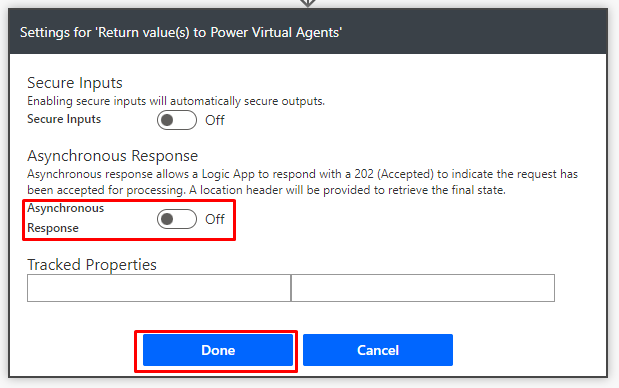 Settings for 'Return value(s) to Power Virtual Agents'
Secure Inputs
Enabling secure inputs will automatically secure outputs.
Secure Inputs Off
Asynchronous Response
Asynchronous response allows a Logic App to respond with a 202 (Accepted) to indicate the request has
been accepted for processing. A location header will be provided to retrieve the final state.
Asynchronous
Response Off
Tracked Properties
Done Cancel